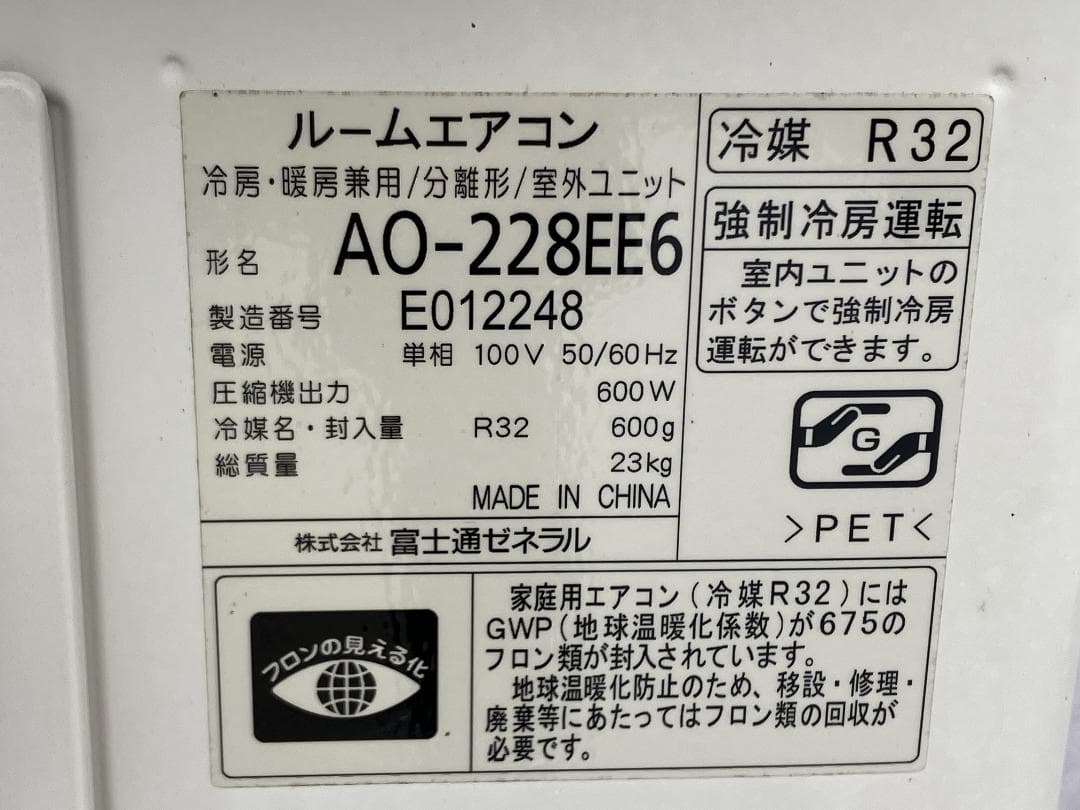 ルームエアコン
冷房・暖房兼用/分離形/室外ユニット
形名 AO-228EE6
製造番号 E012248
電源 単相 100V 50/60Hz
圧縮機出力 600W
冷媒名・封入量 R32 600g
総質量 23kg
MADE IN CHINA
株式会社 富士通ゼネラル
冷媒 R32
強制冷房運転
室内ユニットの
ボタンで強制冷房
運転ができます。
G
>PET<
フロンの見える化
家庭用エアコン(冷媒R32)には
GWP(地球温暖化係数)が675の
フロン類が封入されています。
地球温暖化防止のため、移設・修理・
廃棄等にあたってはフロン類の回収が
必要です。